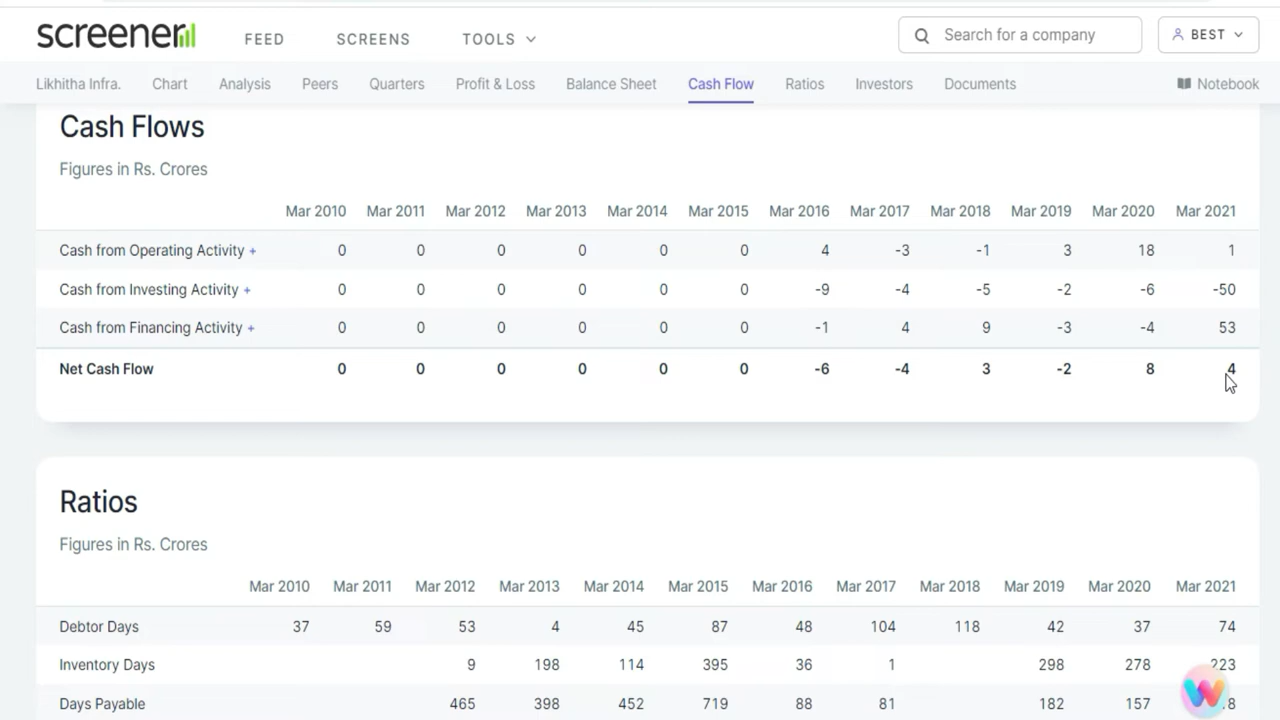 screener FEED SCREENS TOOLS Search for a company BEST
Likhitha Infra. Chart Analysis Peers Quarters Profit & Loss Balance Sheet Cash Flow Ratios Investors Documents Notebook
Cash Flows
Figures in Rs. Crores
Mar 2010 Mar 2011 Mar 2012 Mar 2013 Mar 2014 Mar 2015 Mar 2016 Mar 2017 Mar 2018 Mar 2019 Mar 2020 Mar 2021
Cash from Operating Activity + 0 0 0 0 0 0 4 -3 -1 3 18 1
Cash from Investing Activity + 0 0 0 0 0 0 -9 -4 -5 -2 -6 -50
Cash from Financing Activity + 0 0 0 0 0 0 -1 4 9 -3 -4 53
Net Cash Flow 0 0 0 0 0 0 -6 -4 3 -2 8 4
Ratios
Figures in Rs. Crores
Mar 2010 Mar 2011 Mar 2012 Mar 2013 Mar 2014 Mar 2015 Mar 2016 Mar 2017 Mar 2018 Mar 2019 Mar 2020 Mar 2021
Debtor Days 37 59 53 4 45 87 48 104 118 42 37 74
Inventory Days 9 198 114 395 36 1 298 278 223
Days Payable 465 398 452 719 88 81 182 157